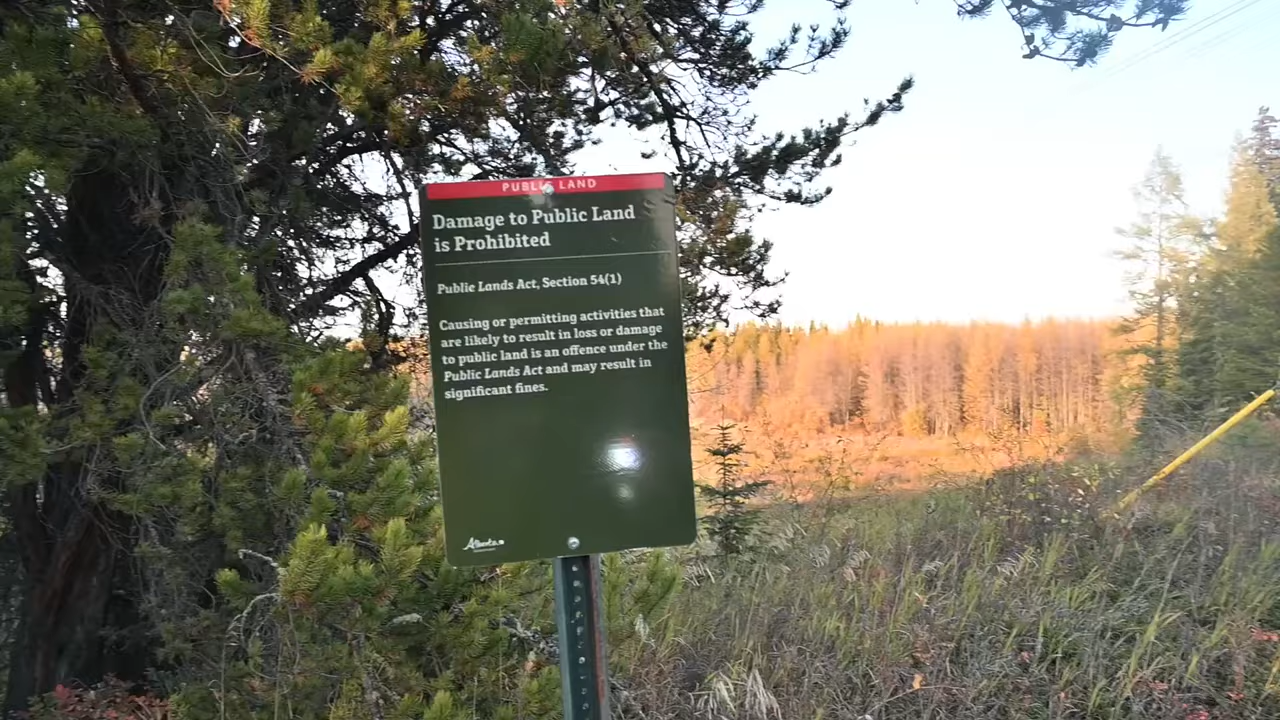 PUBLIC LAND
Damage to Public Land
is Prohibited
Public Lands Act, Section 54(1)
Causing or permitting activities that
are likely to result in loss or damage
to public land is an offence under the
Public Lands Act and may result in
significant fines.
Alberta